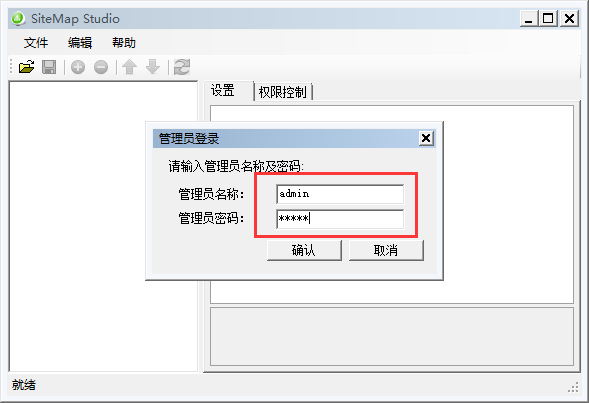 SiteMap Studio
文件 编辑 帮助
设置 权限控制
管理员登录
请输入管理员名称及密码:
管理员名称： admin
管理员密码： *****
确认 取消
就绪